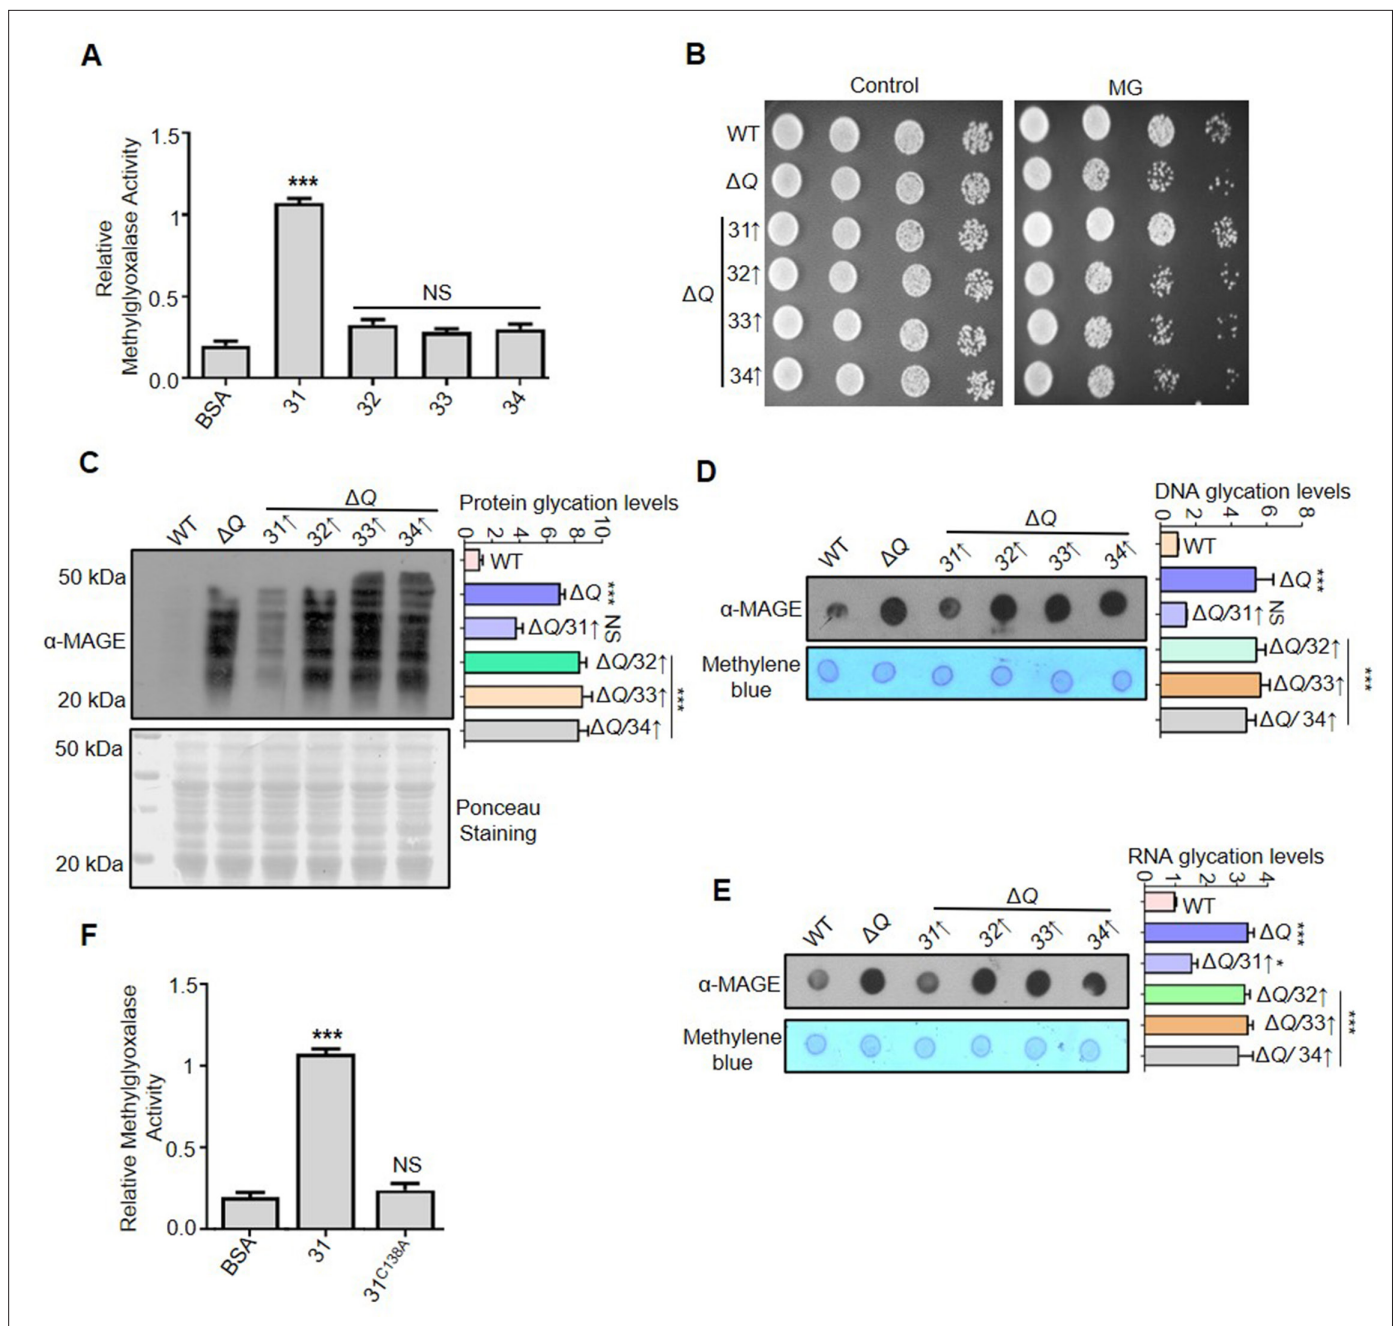 A
1.5
1
0.5
0.0
Relative
Methylglyoxalase Activity
***
NS
BSA
31
32
33
34
B
Control
MG
WT
ΔQ
31↑
32↑
ΔQ
33↑
34↑
C
ΔQ
WT
ΔQ
31↑
32↑
33↑
34↑
50 kDa
α-MAGE
20 kDa
50 kDa
20 kDa
Ponceau
Staining
Protein glycation levels
0
2
4
6
8
10
WT
ΔQ ***
ΔQ/31↑ NS
ΔQ/32↑
ΔQ/33↑
ΔQ/34↑
***
D
ΔQ
WT
ΔQ
31↑
32↑
33↑
34↑
α-MAGE
Methylene
blue
DNA glycation levels
0
2
4
6
8
WT
ΔQ ***
ΔQ/31↑ NS
ΔQ/32↑
ΔQ/33↑
ΔQ/ 34↑
***
E
ΔQ
WT
ΔQ
31↑
32↑
33↑
34↑
α-MAGE
Methylene
blue
RNA glycation levels
0
1
2
3
4
WT
ΔQ ***
ΔQ/31↑ *
ΔQ/32↑
ΔQ/33↑
ΔQ/ 34↑
***
F
1.5
1
0.5
0.0
Relative Methylglyoxalase
Activity
***
NS
BSA
31
31C138A